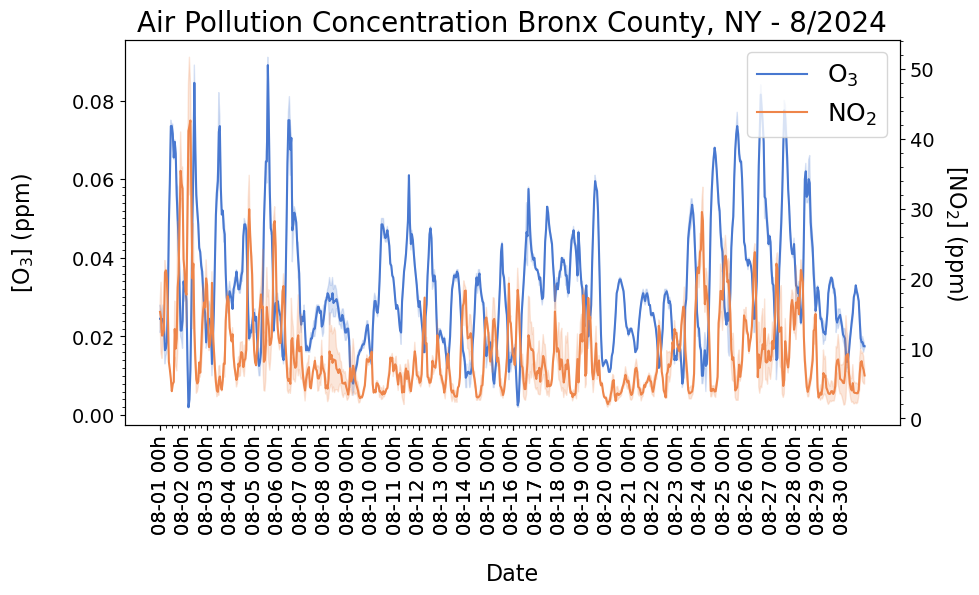 Air Pollution Concentration Bronx County, NY - 8/2024
[O₃] (ppm)
0.08
0.06
0.04
0.02
0.00
O₃
NO₂
50
40
30
20
10
0
[NO₂] (ppm)
08-01 00h
08-02 00h
08-03 00h
08-04 00h
08-05 00h
08-06 00h
08-07 00h
08-08 00h
08-09 00h
08-10 00h
08-11 00h
08-12 00h
08-13 00h
08-14 00h
08-15 00h
08-16 00h
08-17 00h
08-18 00h
08-19 00h
08-20 00h
08-21 00h
08-22 00h
08-23 00h
08-24 00h
08-25 00h
08-26 00h
08-27 00h
08-28 00h
08-29 00h
08-30 00h
Date